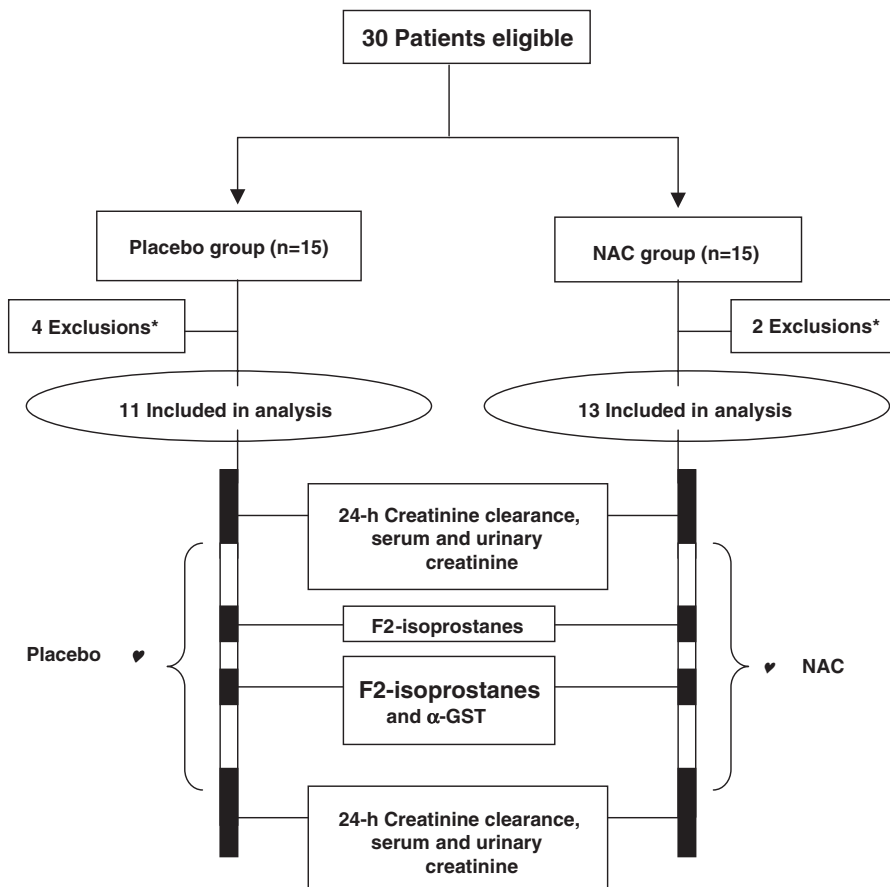 30 Patients eligible
Placebo group (n=15)
NAC group (n=15)
4 Exclusions*
2 Exclusions*
11 Included in analysis
13 Included in analysis
24-h Creatinine clearance,
serum and urinary
creatinine
F2-isoprostanes
Placebo ♥
♥ NAC
F2-isoprostanes
and α-GST
24-h Creatinine clearance,
serum and urinary
creatinine